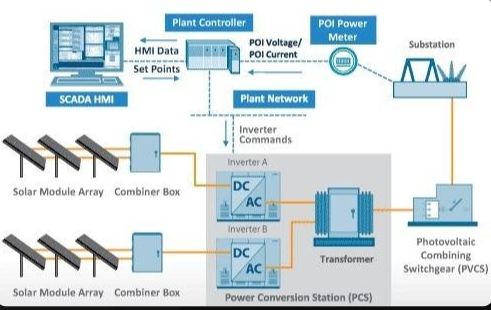 Plant Controller
POI Power
Meter
Substation
HMI Data
Set Points
POI Voltage/
POI Current
SCADA HMI
Plant Network
Inverter
Commands
Inverter A
DC
AC
Solar Module Array
Combiner Box
Inverter B
DC
AC
Transformer
Photovoltaic
Combining
Switchgear (PVCS)
Solar Module Array
Combiner Box
Power Conversion Station (PCS)